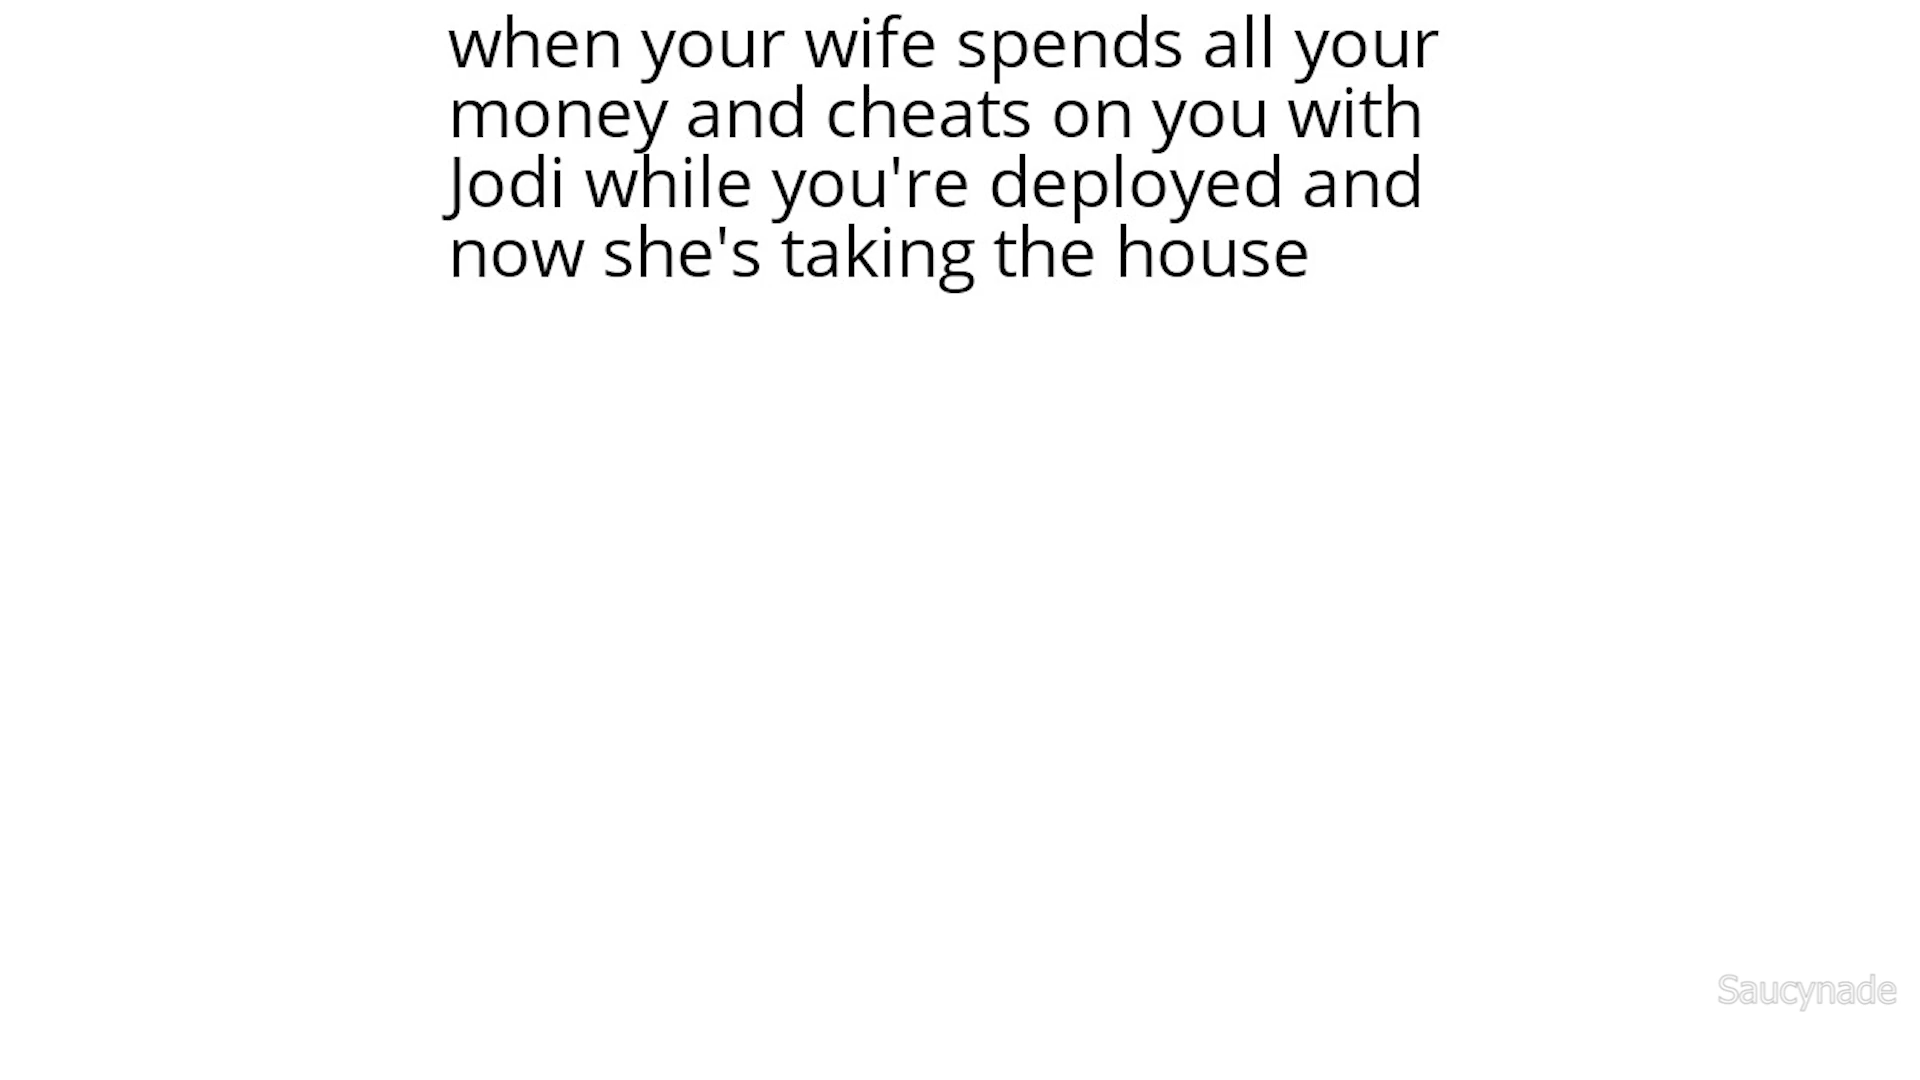 when your wife spends all your
money and cheats on you with
Jodi while you're deployed and
now she's taking the house
Saucynade